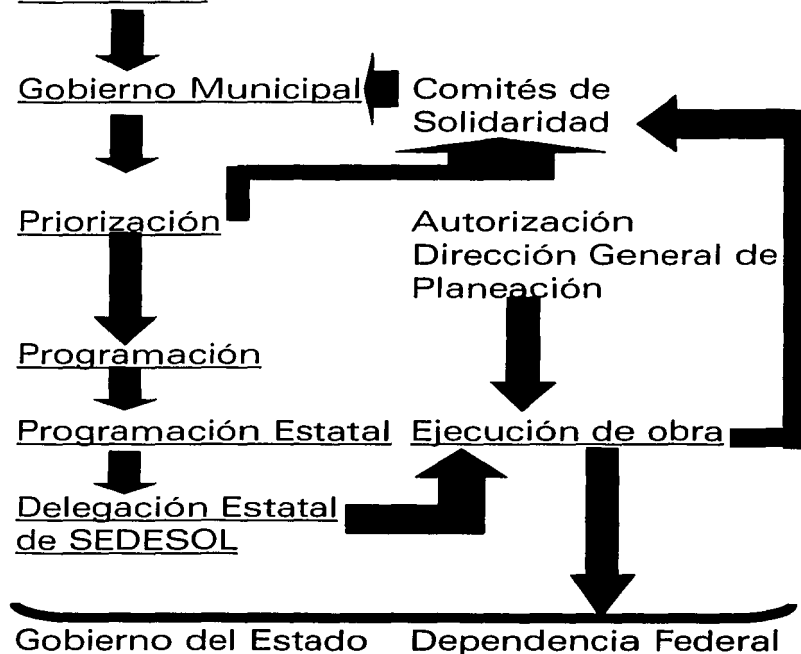 Gobierno Municipal
Comités de
Solidaridad
Priorización
Autorización
Dirección General de
Planeación
Programación
Programación Estatal
Ejecución de obra
Delegación Estatal
de SEDESOL
Gobierno del Estado
Dependencia Federal